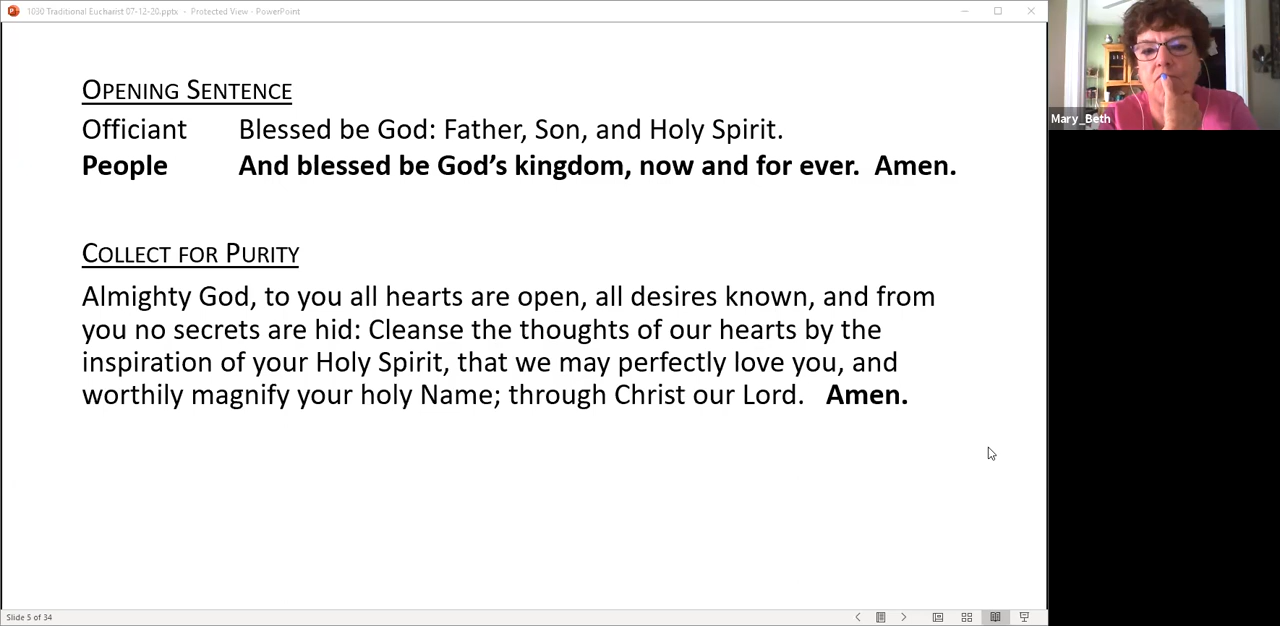 1030 Traditional Eucharist 07-12-20.pptx - Protected View - PowerPoint
OPENING SENTENCE
Officiant Blessed be God: Father, Son, and Holy Spirit.
People And blessed be God’s kingdom, now and for ever. Amen.
COLLECT FOR PURITY
Almighty God, to you all hearts are open, all desires known, and from
you no secrets are hid: Cleanse the thoughts of our hearts by the
inspiration of your Holy Spirit, that we may perfectly love you, and
worthily magnify your holy Name; through Christ our Lord. Amen.
Mary_Beth
Slide 5 of 34